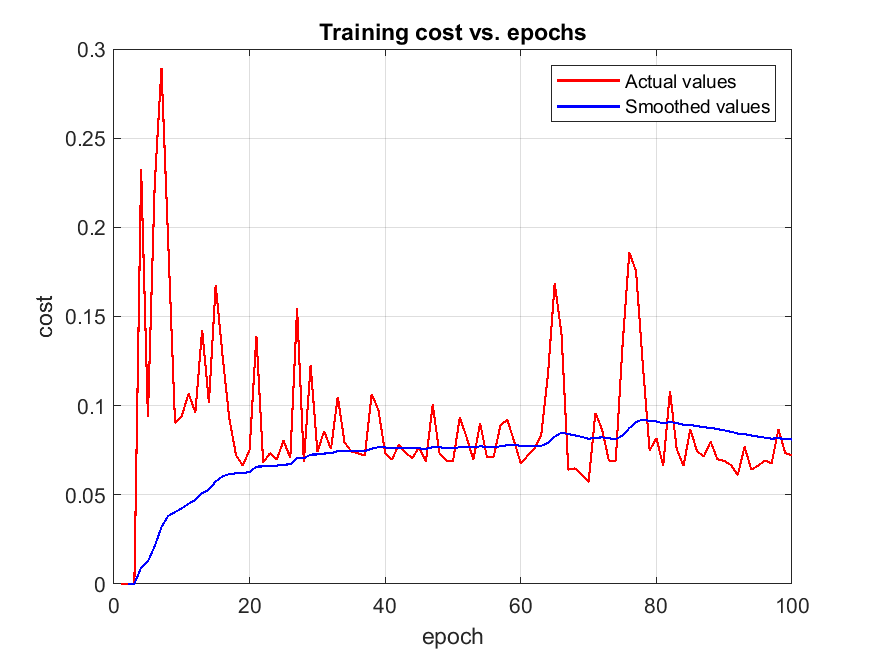 Training cost vs. epochs
Actual values
Smoothed values
cost
0.3
0.25
0.2
0.15
0.1
0.05
0
0 20 40 60 80 100
epoch